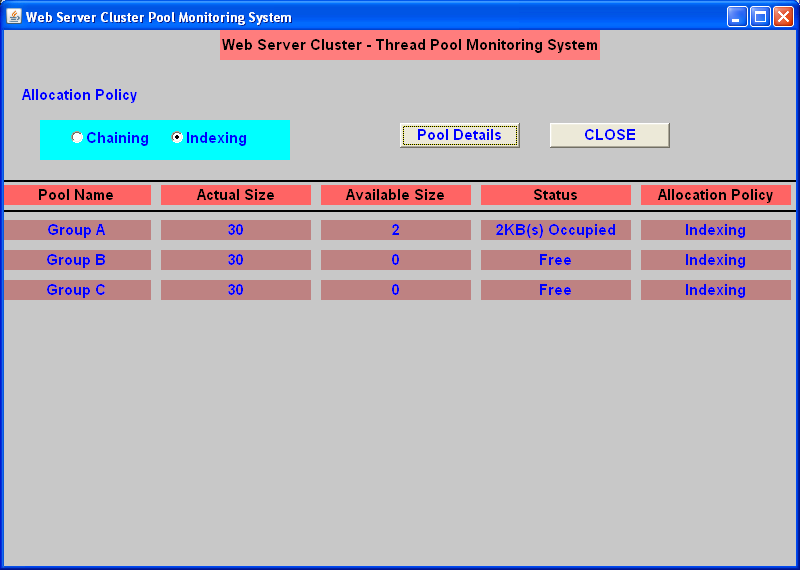 Web Server Cluster Pool Monitoring System
Web Server Cluster - Thread Pool Monitoring System
Allocation Policy
Chaining Indexing Pool Details CLOSE
Pool Name Actual Size Available Size Status Allocation Policy
Group A 30 2 2KB(s) Occupied Indexing
Group B 30 0 Free Indexing
Group C 30 0 Free Indexing